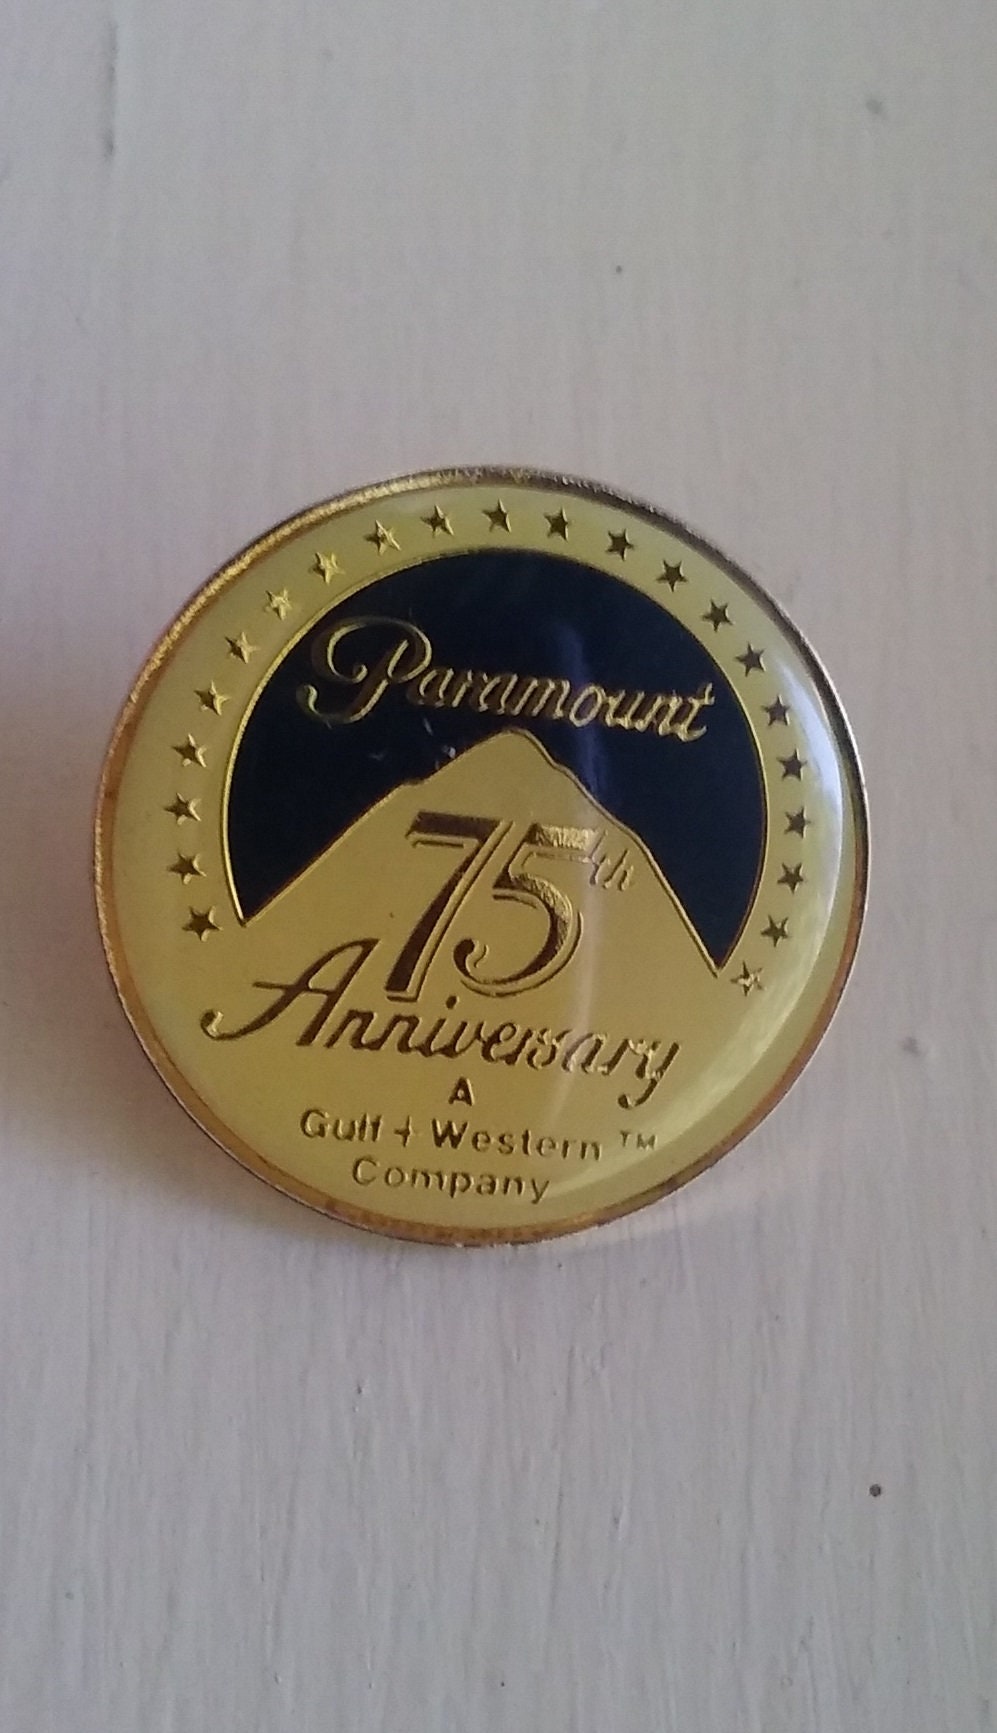 Paramount
75th
Anniversary
A
Gulf + Western ™
Company